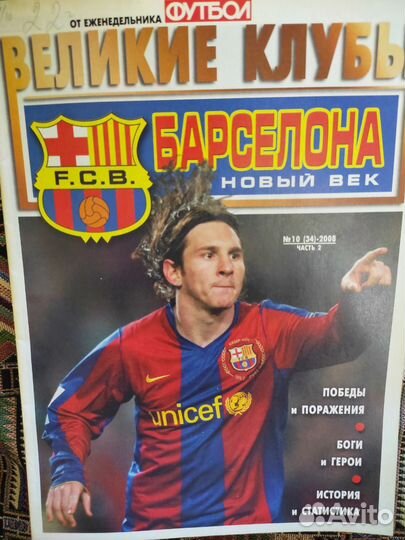 22
ОТ ЕЖЕНЕДЕЛЬНИКА ФУТБОЛ
ВЕЛИКИЕ КЛУБЫ
БАРСЕЛОНА
НОВЫЙ ВЕК
F.C.B.
№10 (34)-2008
ЧАСТЬ 2
unicef
ПОБЕДЫ
И ПОРАЖЕНИЯ
БОГИ
И ГЕРОИ
ИСТОРИЯ
И СТАТИСТИКА
Avito